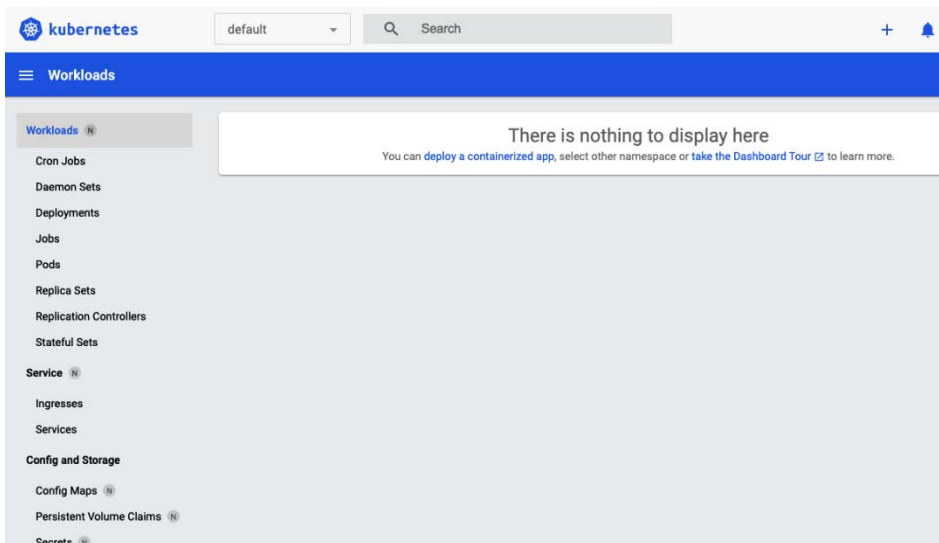 kubernetes
default
Search
Workloads
Workloads N
Cron Jobs
Daemon Sets
Deployments
Jobs
Pods
Replica Sets
Replication Controllers
Stateful Sets
Service N
Ingresses
Services
Config and Storage
Config Maps N
Persistent Volume Claims N
Secrets N
There is nothing to display here
You can deploy a containerized app, select other namespace or take the Dashboard Tour to learn more.